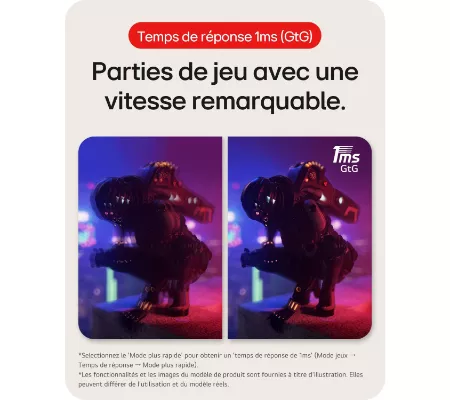 Temps de réponse 1ms (GtG)
Parties de jeu avec une
vitesse remarquable.
1ms
GtG
*Selectionnez le 'Mode plus rapide' pour obtenir un 'temps de réponse de '1ms' (Mode jeux →
Temps de réponse → Mode plus rapide).
*Les fonctionnalités et les images du modèle de produit sont fournies à titre d'illustration. Elles
peuvent différer de l'utilisation et du modèle réels.